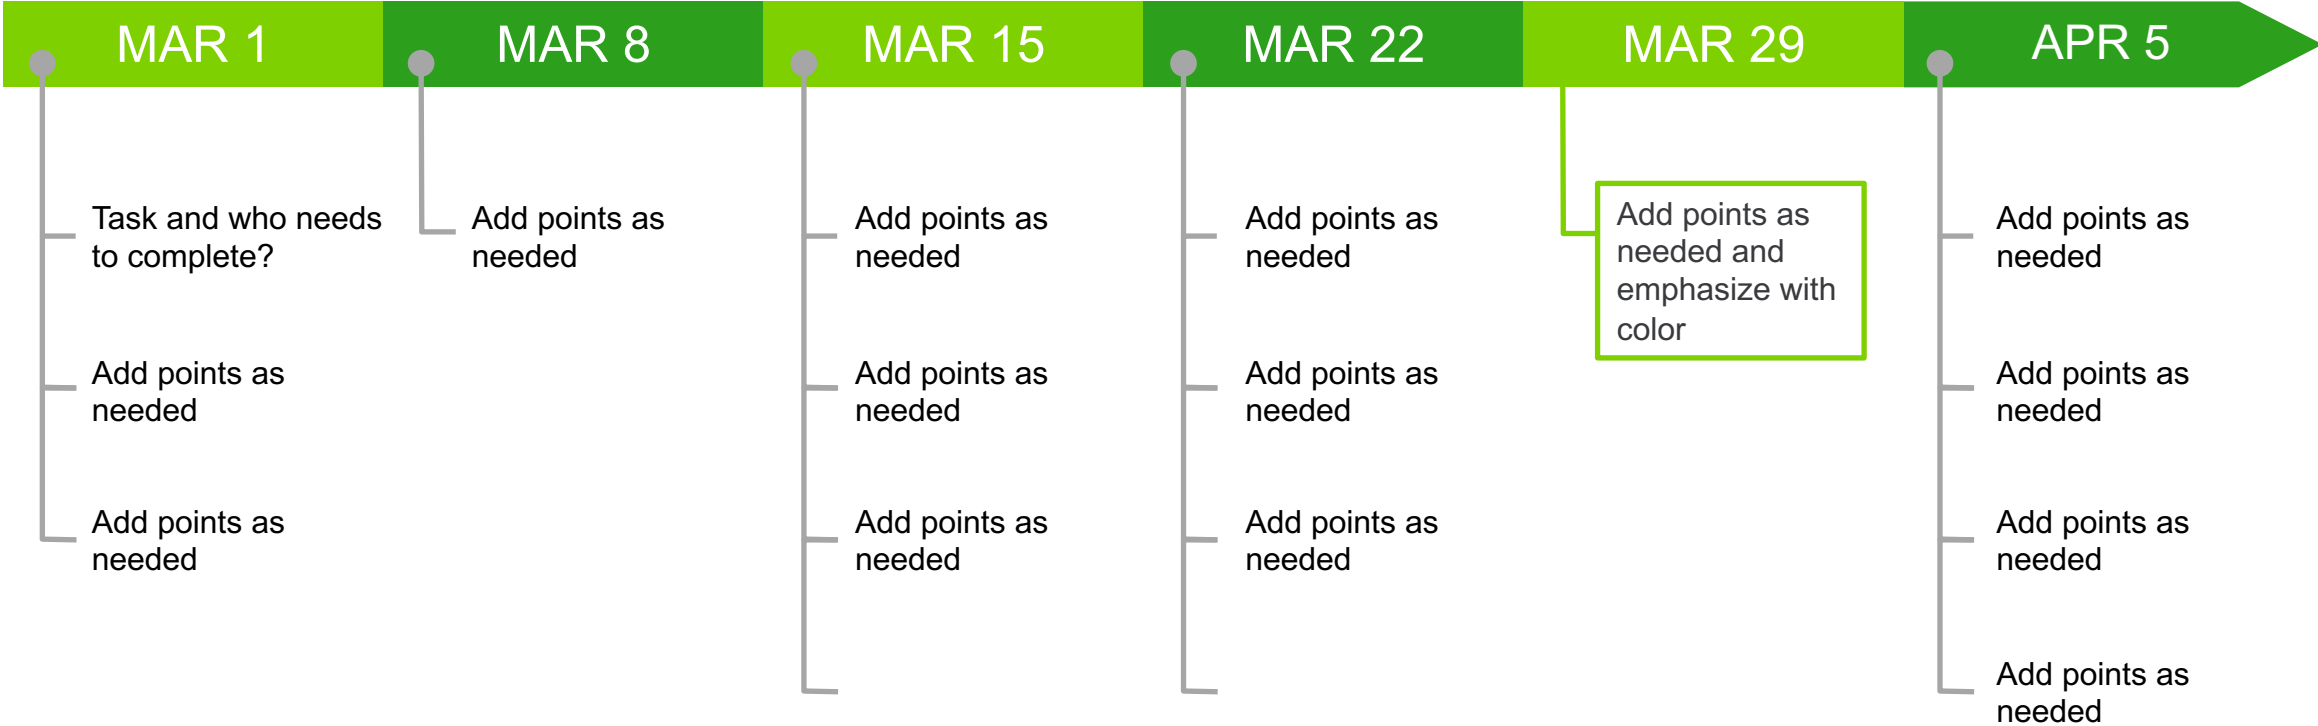 MAR 1
MAR 8
MAR 15
MAR 22
MAR 29
APR 5
Task and who needs
to complete?
Add points as
needed
Add points as
needed
Add points as
needed
Add points as
needed
Add points as
needed
Add points as
needed
Add points as
needed
Add points as
needed
Add points as
needed
Add points as
needed and
emphasize with
color
Add points as
needed
Add points as
needed
Add points as
needed
Add points as
needed